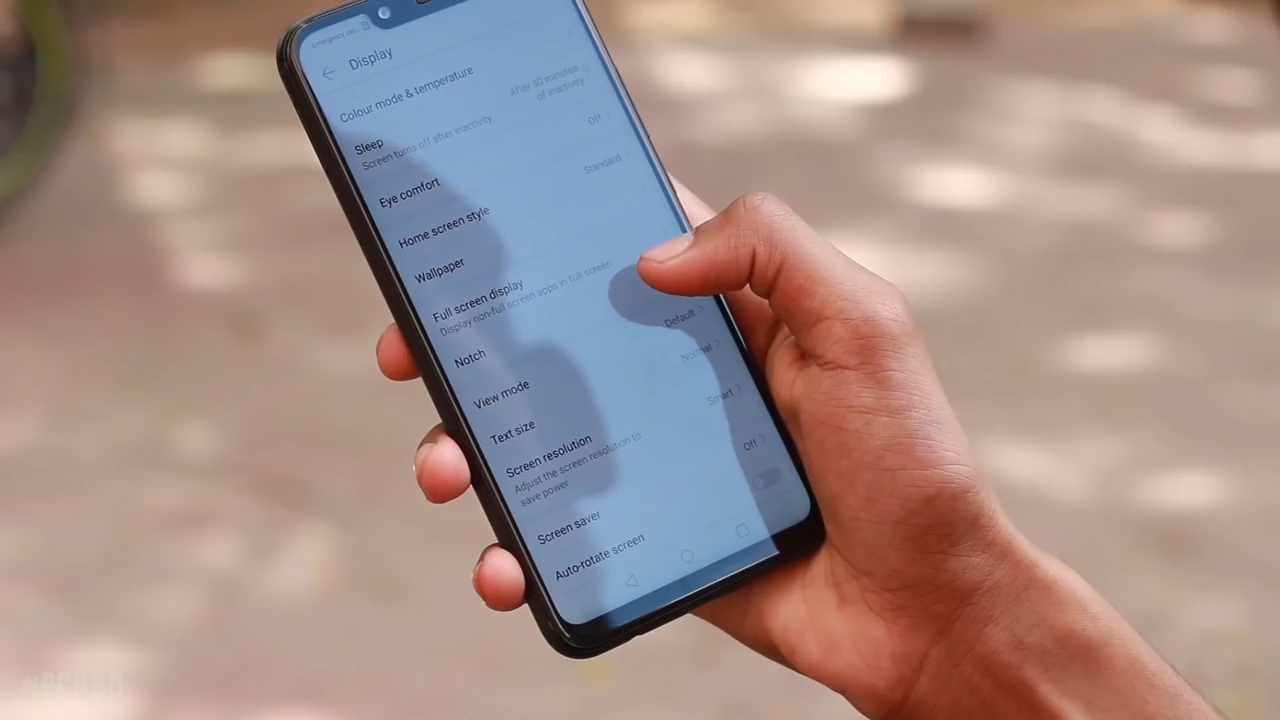 Emergency cal...
Display
Colour mode & temperature
Sleep
Screen turns off after inactivity
After 30 minutes
of inactivity
Eye comfort
Off
Home screen style
Standard
Wallpaper
Full screen display
Display non-full screen apps in full screen
Notch
Default
View mode
Normal
Text size
Smart
Screen resolution
Adjust the screen resolution to
save power
Off
Screen saver
Auto-rotate screen